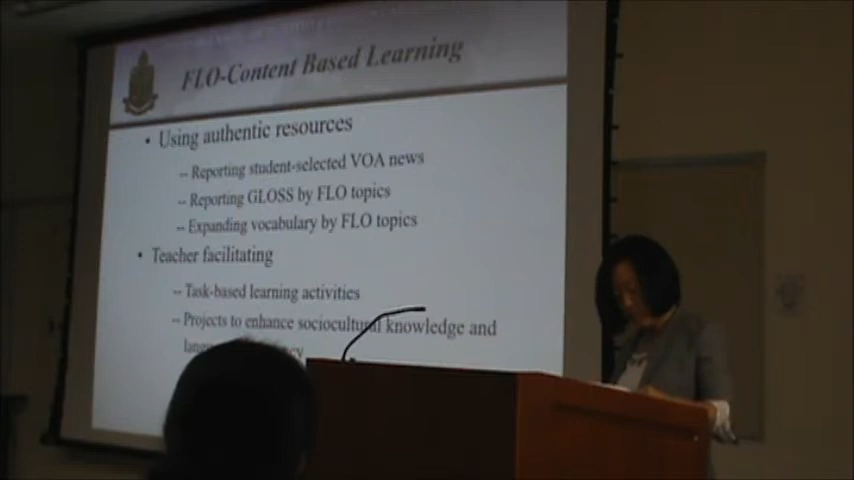 FLO-Content Based Learning
• Using authentic resources
– Reporting student-selected VOA news
– Reporting GLOSS by FLO topics
– Expanding vocabulary by FLO topics
• Teacher facilitating
– Task-based learning activities
– Projects to enhance sociocultural knowledge and